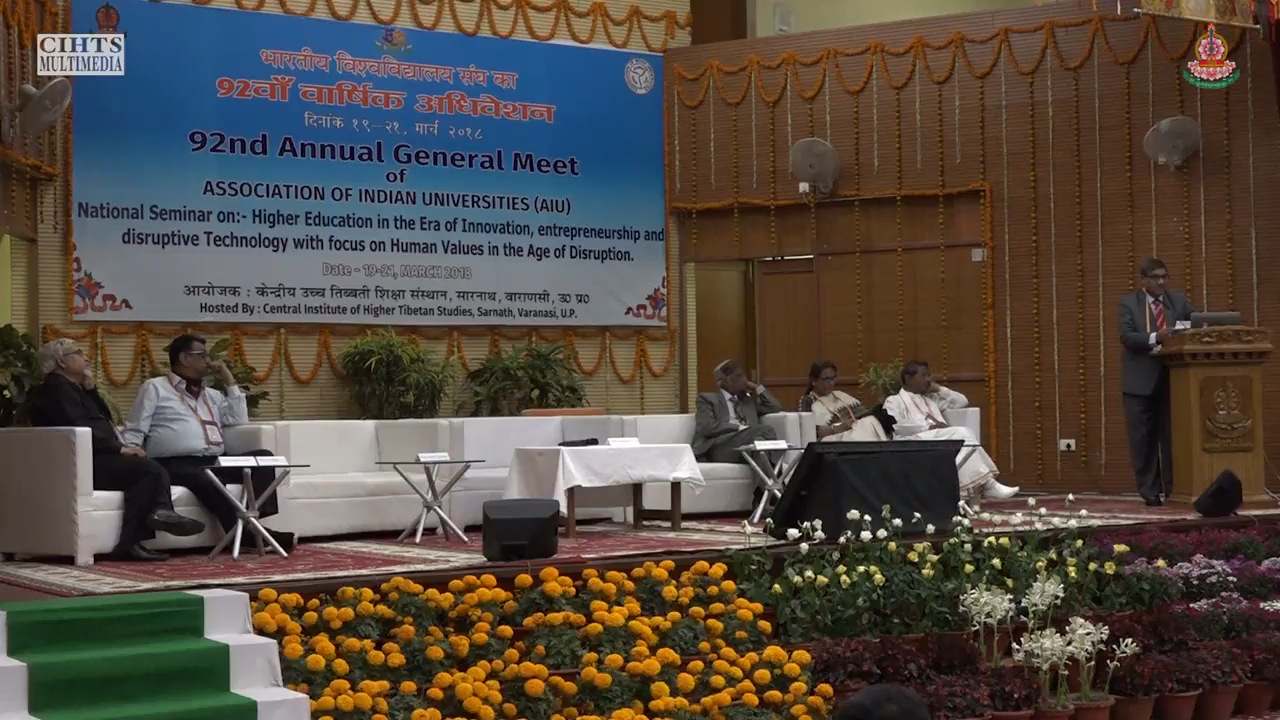 CIHTS
MULTIMEDIA
भारतीय विश्वविद्यालय संघ का
92वाँ वार्षिक अधिवेशन
दिनांक १९–२१, मार्च २०१८
92nd Annual General Meet
of
ASSOCIATION OF INDIAN UNIVERSITIES (AIU)
National Seminar on:- Higher Education in the Era of Innovation, entrepreneurship and
disruptive Technology with focus on Human Values in the Age of Disruption.
Date - 19-21, MARCH 2018
आयोजक : केन्द्रीय उच्च तिब्बती शिक्षा संस्थान, सारनाथ, वाराणसी, उ० प्र०
Hosted By : Central Institute of Higher Tibetan Studies, Sarnath, Varanasi, U.P.